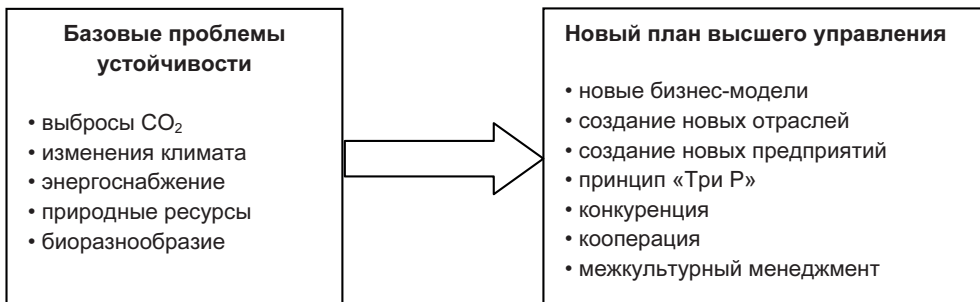 Базовые проблемы
устойчивости
• выбросы CO₂
• изменения климата
• энергоснабжение
• природные ресурсы
• биоразнообразие
Новый план высшего управления
• новые бизнес-модели
• создание новых отраслей
• создание новых предприятий
• принцип «Три Р»
• конкуренция
• кооперация
• межкультурный менеджмент